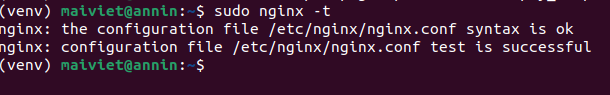 (venv) maiviet@annin:~$ sudo nginx -t
nginx: the configuration file /etc/nginx/nginx.conf syntax is ok
nginx: configuration file /etc/nginx/nginx.conf test is successful
(venv) maiviet@annin:~$